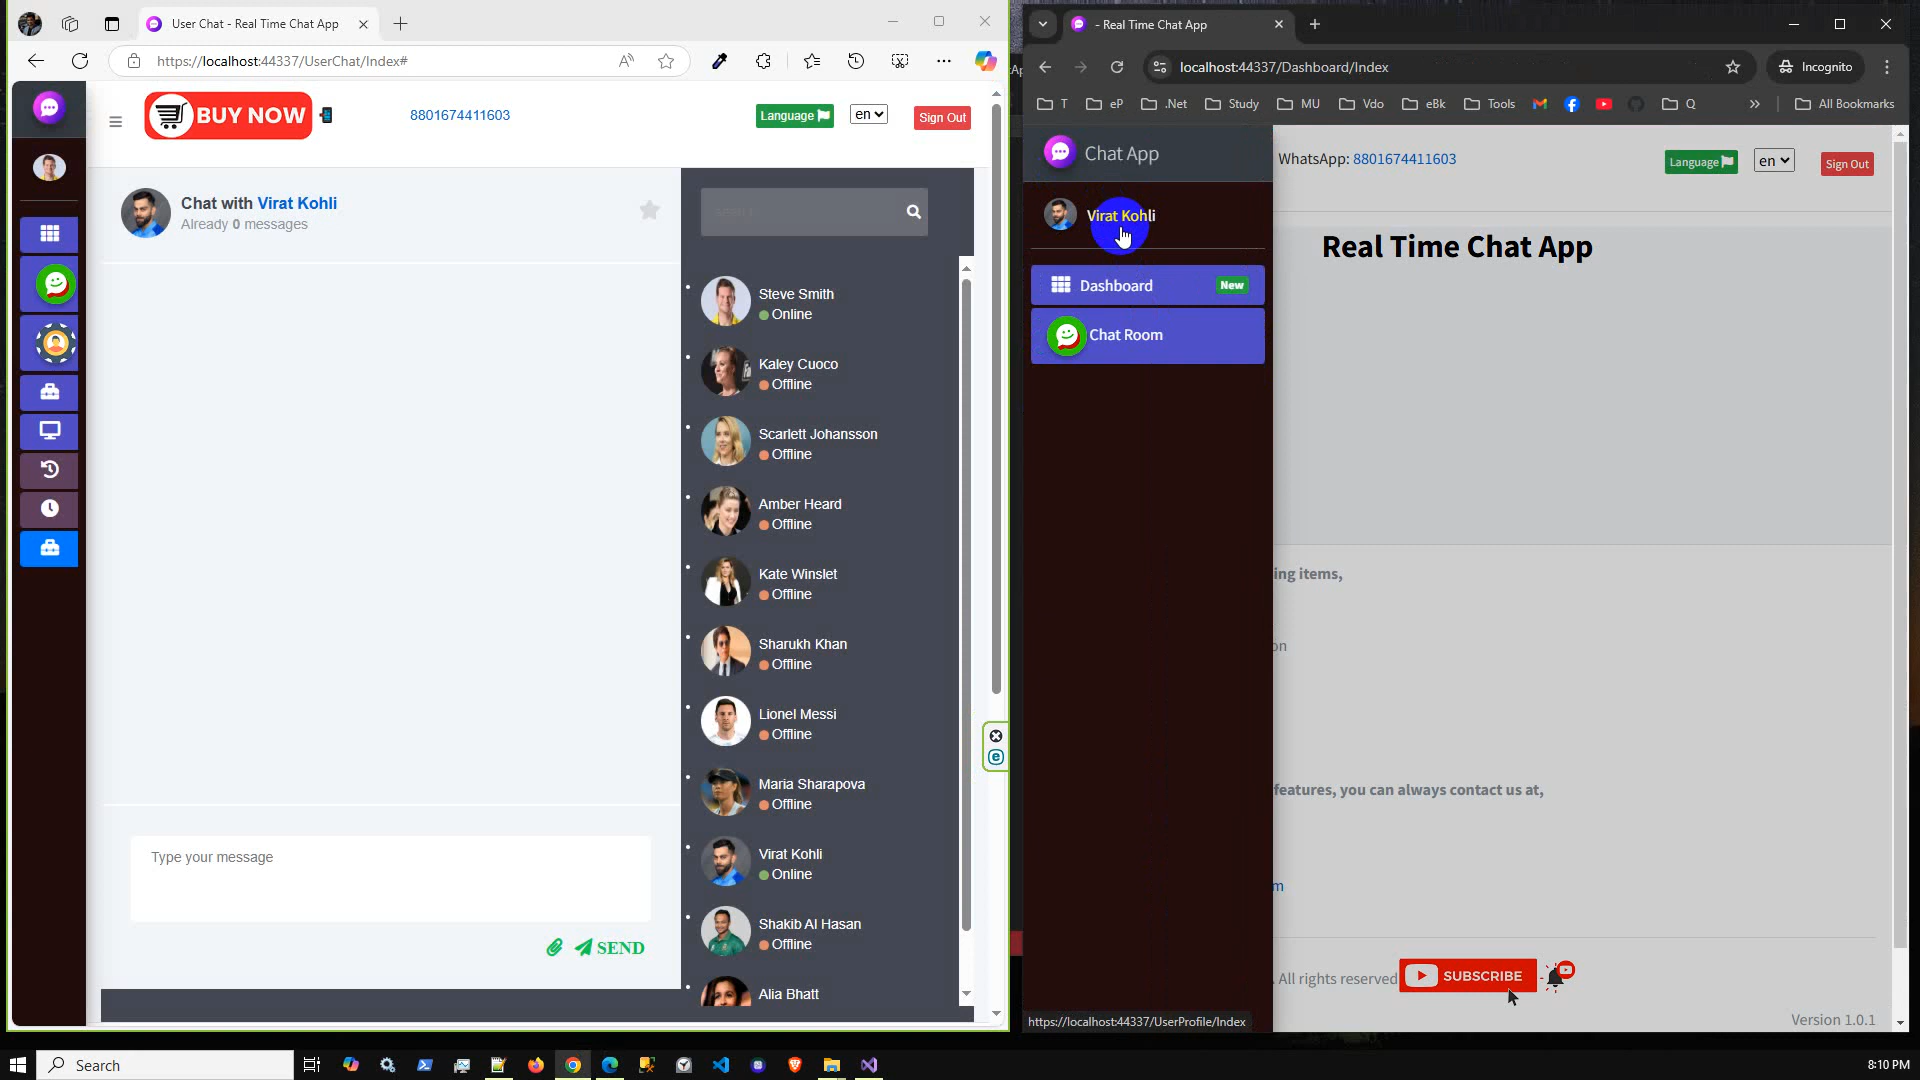 User Chat - Real Time Chat App
https://localhost:44337/UserChat/Index#
BUY NOW
8801674411603
Language
en
Sign Out
Chat with Virat Kohli
Already 0 messages
Steve Smith
Online
Kaley Cuoco
Offline
Scarlett Johansson
Offline
Amber Heard
Offline
Kate Winslet
Offline
Sharukh Khan
Offline
Lionel Messi
Offline
Maria Sharapova
Offline
Virat Kohli
Online
Shakib Al Hasan
Offline
Alia Bhatt
Type your message
SEND
- Real Time Chat App
localhost:44337/Dashboard/Index
Incognito
T
eP
.Net
Study
MU
Vdo
eBk
Tools
Q
All Bookmarks
Chat App
WhatsApp: 8801674411603
Language
en
Sign Out
Virat Kohli
Real Time Chat App
Dashboard
New
Chat Room
ing items,
on
features, you can always contact us at,
m
. All rights reserved
SUBSCRIBE
Version 1.0.1
https://localhost:44337/UserProfile/Index
Search
8:10 PM